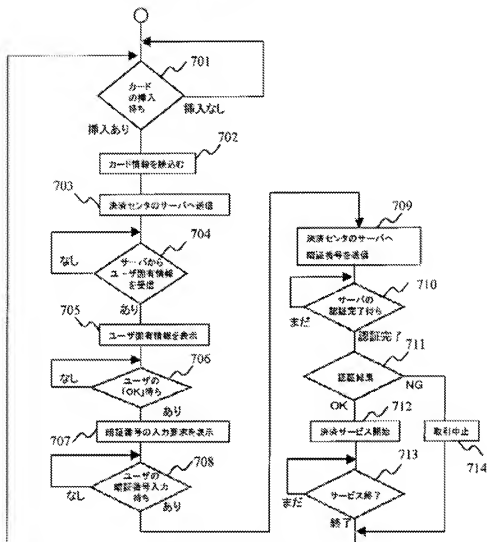 701
カード
の挿入
待ち
挿入なし
挿入あり
702
カード情報を読込む
703
決済センタのサーバへ送信
704
サーバから
ユーザ固有情報
を受信
なし
あり
705
ユーザ固有情報を表示
706
ユーザの
「OK」待ち
なし
あり
707
暗証番号の入力要求を表示
708
ユーザの
暗証番号入力
待ち
なし
あり
709
決済センタのサーバへ
暗証番号を送信
710
サーバの
認証完了待ち
まだ
認証完了
711
認証結果
NG
OK
712
決済サービス開始
取引中止
714
713
サービス終了
まだ
終了